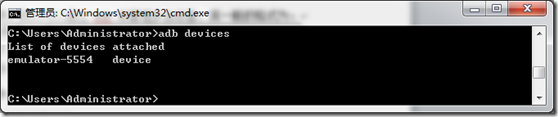 管理员: C:\Windows\system32\cmd.exe
C:\Users\Administrator>adb devices
List of devices attached
emulator-5554   device
C:\Users\Administrator>